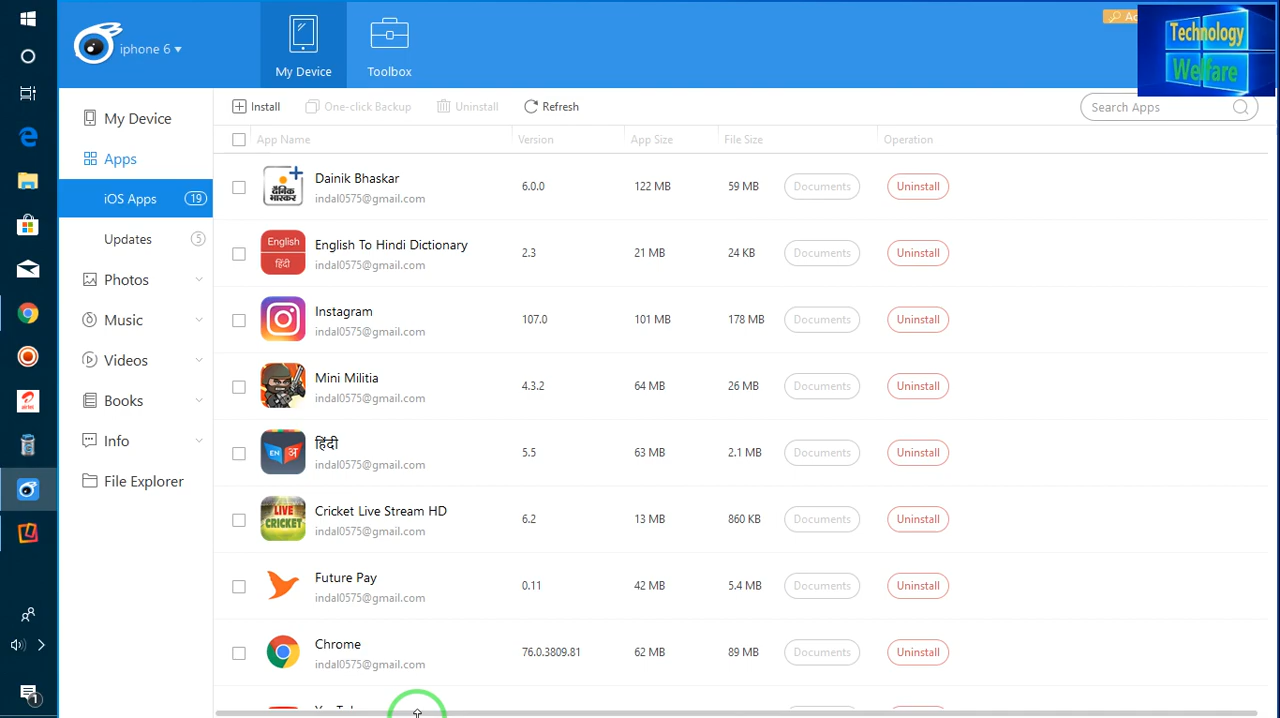 iphone 6
My Device
Toolbox
Technology
Welfare
Install
One-click Backup
Uninstall
Refresh
Search Apps
My Device
Apps
iOS Apps 19
Updates 5
Photos
Music
Videos
Books
Info
File Explorer
App Name Version App Size File Size Operation
दैनिक
भास्कर
Dainik Bhaskar
indal0575@gmail.com
6.0.0 122 MB 59 MB Documents Uninstall
English
हिंदी
English To Hindi Dictionary
indal0575@gmail.com
2.3 21 MB 24 KB Documents Uninstall
Instagram
indal0575@gmail.com
107.0 101 MB 178 MB Documents Uninstall
Mini Militia
indal0575@gmail.com
4.3.2 64 MB 26 MB Documents Uninstall
EN अ
हिंदी
indal0575@gmail.com
5.5 63 MB 2.1 MB Documents Uninstall
LIVE
CRICKET
Cricket Live Stream HD
indal0575@gmail.com
6.2 13 MB 860 KB Documents Uninstall
Future Pay
indal0575@gmail.com
0.11 42 MB 5.4 MB Documents Uninstall
Chrome
indal0575@gmail.com
76.0.3809.81 62 MB 89 MB Documents Uninstall
airtel
1